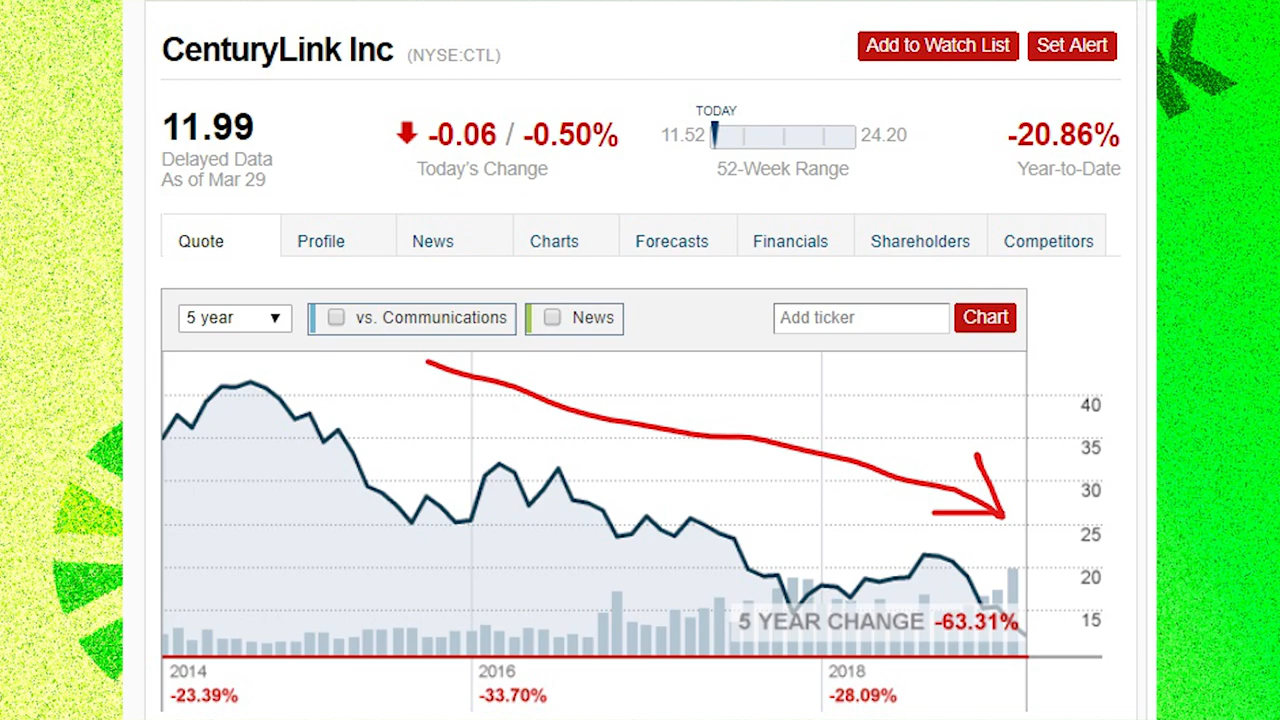 CenturyLink Inc (NYSE:CTL)
Add to Watch List Set Alert
TODAY
11.99 -0.06 / -0.50% 11.52 24.20 -20.86%
Delayed Data Today's Change 52-Week Range Year-to-Date
As of Mar 29
Quote Profile News Charts Forecasts Financials Shareholders Competitors
5 year ▼ vs. Communications News Add ticker Chart
40
35
30
25
20
15
5 YEAR CHANGE -63.31%
2014 2016 2018
-23.39% -33.70% -28.09%